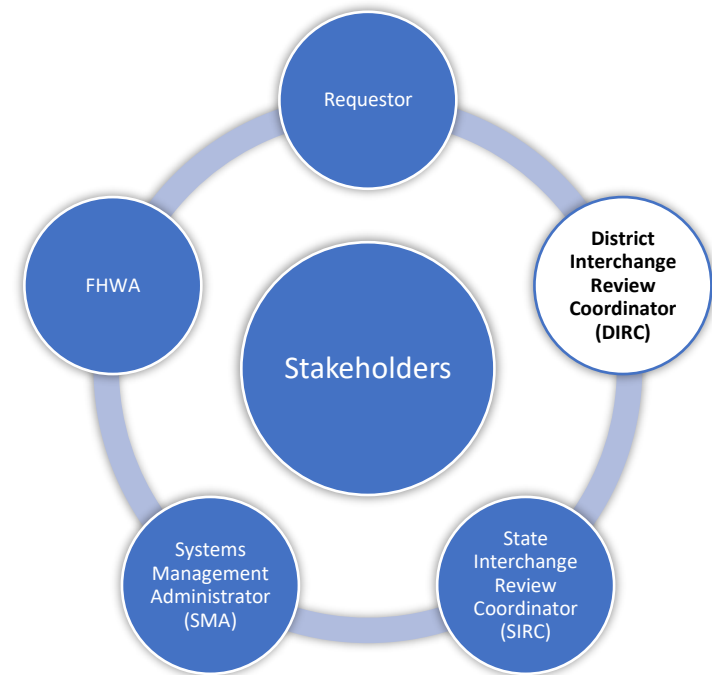 Requestor
District
Interchange
Review
Coordinator
(DIRC)
FHWA
Stakeholders
State
Interchange
Review
Coordinator
(SIRC)
Systems
Management
Administrator
(SMA)